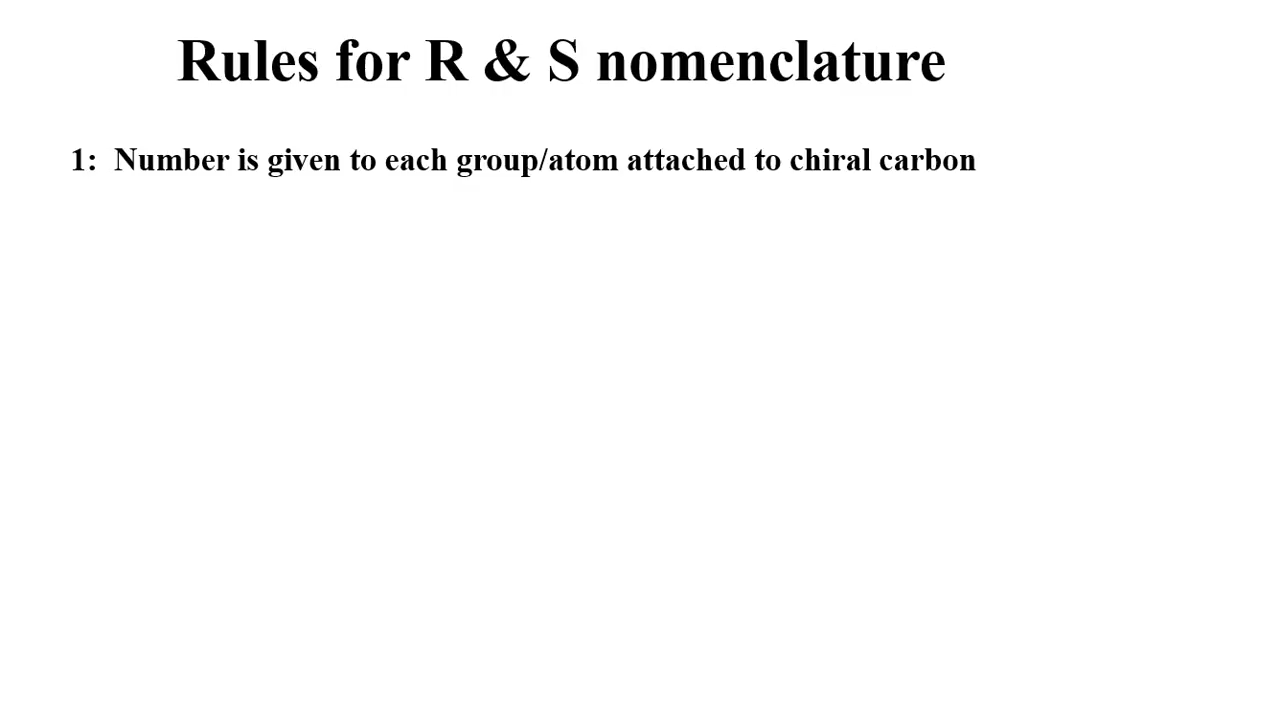 Rules for R & S nomenclature
1: Number is given to each group/atom attached to chiral carbon